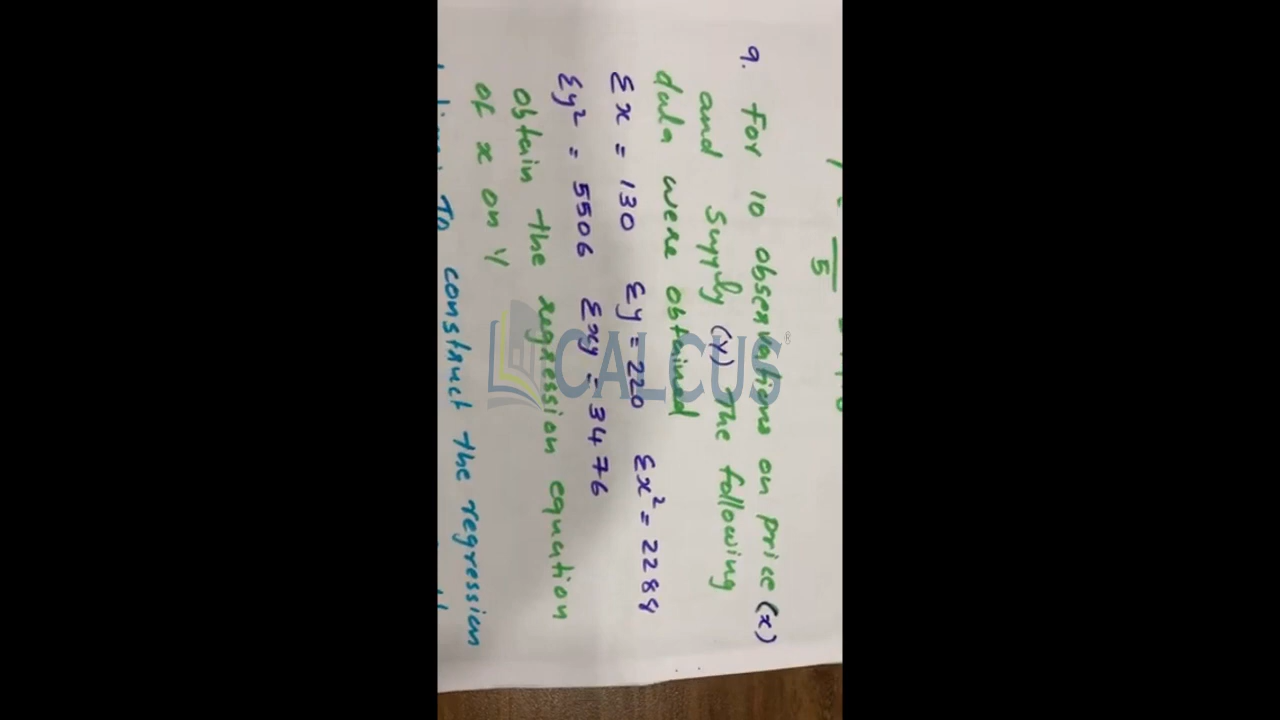 5
9. For 10 observations on price (x)
and supply (Y) The following
data were obtained
Σx = 130 Σy = 220 Σx² = 2288
Σy² = 5506 Σxy = 3476
obtain the regression equation
of x on y
To construct the regression
CALCUS